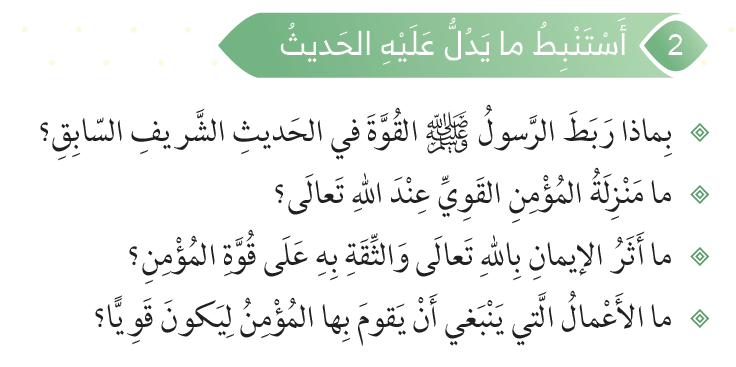 2 أَسْتَنْبِطُ ما يَدُلُّ عَلَيْهِ الحَديثُ
بِماذا رَبَطَ الرَّسولُ ﷺ القُوَّةَ في الحَديثِ الشَّريفِ السّابِقِ؟
ما مَنْزِلَةُ المُؤْمِنِ القَوِيِّ عِنْدَ اللهِ تَعالَى؟
ما أَثَرُ الإيمانِ بِاللهِ تَعالَى وَالثِّقَةِ بِهِ عَلَى قُوَّةِ المُؤْمِنِ؟
ما الأَعْمالُ الَّتي يَنْبَغي أَنْ يَقومَ بِها المُؤْمِنُ لِيَكونَ قَوِيًّا؟